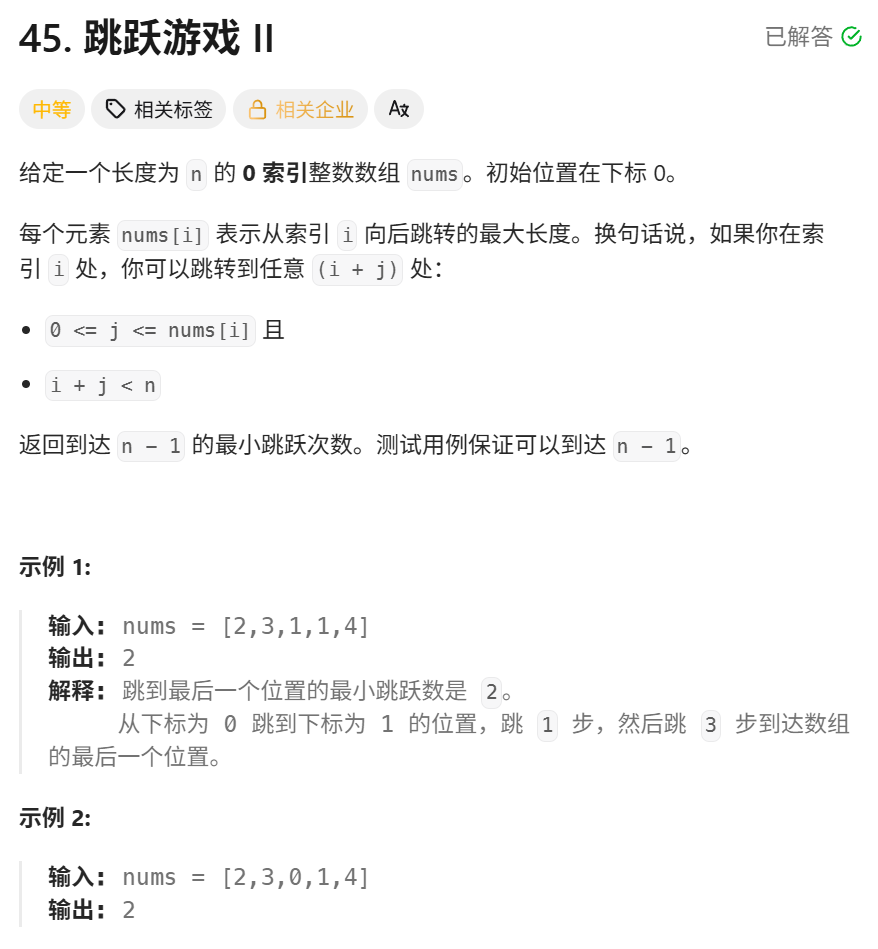 45. 跳跃游戏 II
已解答
中等 相关标签 相关企业 Ax
给定一个长度为 n 的 0 索引整数数组 nums。初始位置在下标 0。
每个元素 nums[i] 表示从索引 i 向后跳转的最大长度。换句话说，如果你在索
引 i 处，你可以跳转到任意 (i + j) 处：
• 0 <= j <= nums[i] 且
• i + j < n
返回到达 n - 1 的最小跳跃次数。测试用例保证可以到达 n - 1。
示例 1:
输入: nums = [2,3,1,1,4]
输出: 2
解释: 跳到最后一个位置的最小跳跃数是 2。
从下标为 0 跳到下标为 1 的位置，跳 1 步，然后跳 3 步到达数组
的最后一个位置。
示例 2:
输入: nums = [2,3,0,1,4]
输出: 2